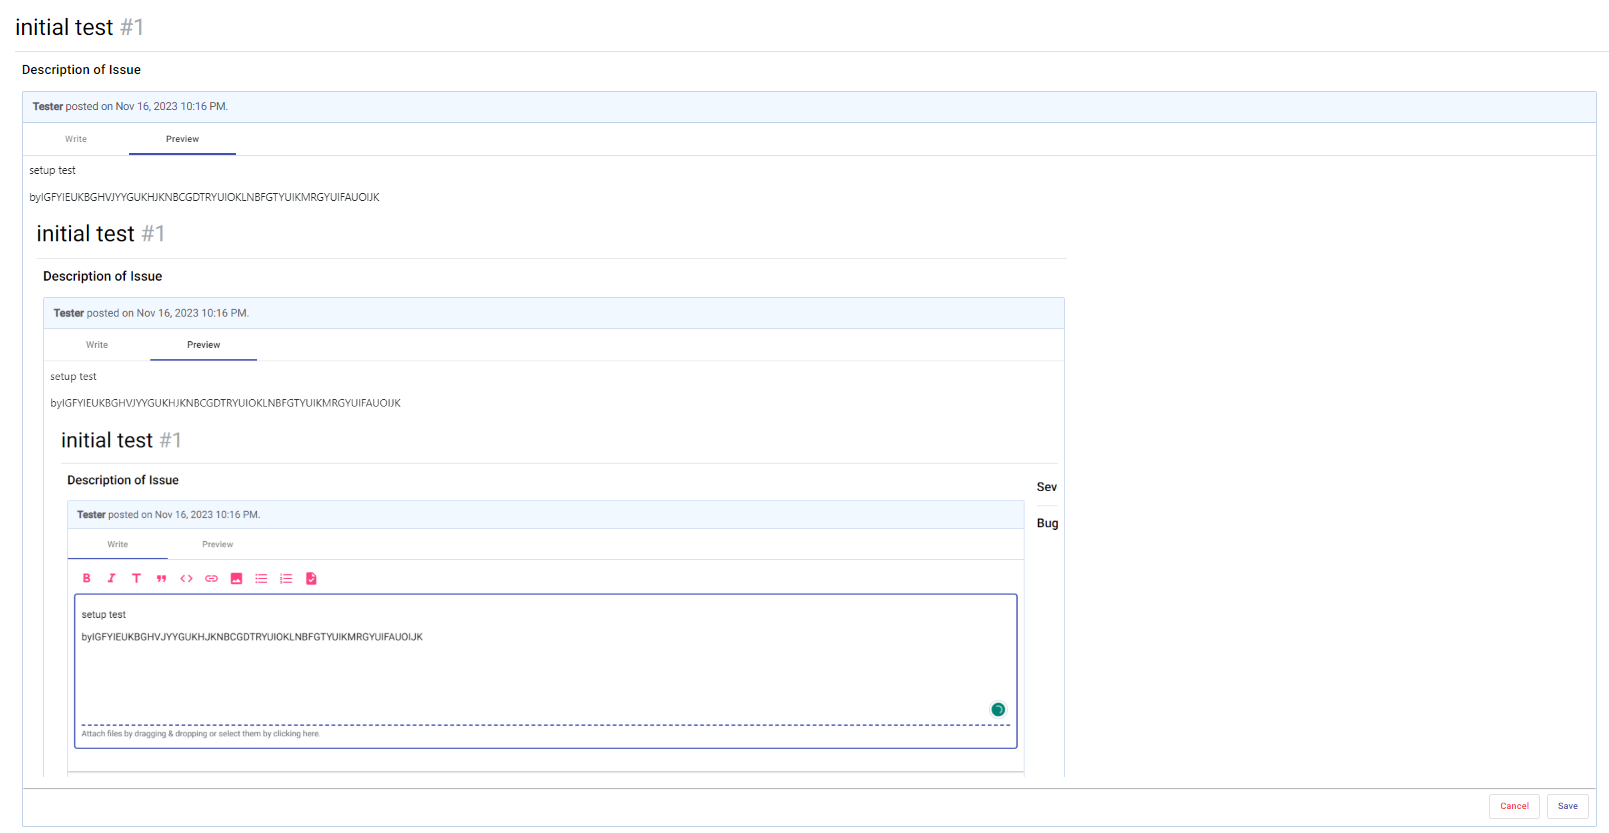 initial test #1
Description of Issue
Tester posted on Nov 16, 2023 10:16 PM.
Write Preview
setup test
byIGFYIEUKBGHVJYYGUKHJKNBCGDTRYUIOKLNBFGTYUIKMRGYUIFAUOIJK
initial test #1
Description of Issue
Tester posted on Nov 16, 2023 10:16 PM.
Write Preview
setup test
byIGFYIEUKBGHVJYYGUKHJKNBCGDTRYUIOKLNBFGTYUIKMRGYUIFAUOIJK
initial test #1
Description of Issue
Sev
Tester posted on Nov 16, 2023 10:16 PM.
Bug
Write Preview
setup test
byIGFYIEUKBGHVJYYGUKHJKNBCGDTRYUIOKLNBFGTYUIKMRGYUIFAUOIJK
Attach files by dragging & dropping or select them by clicking here.
Cancel Save